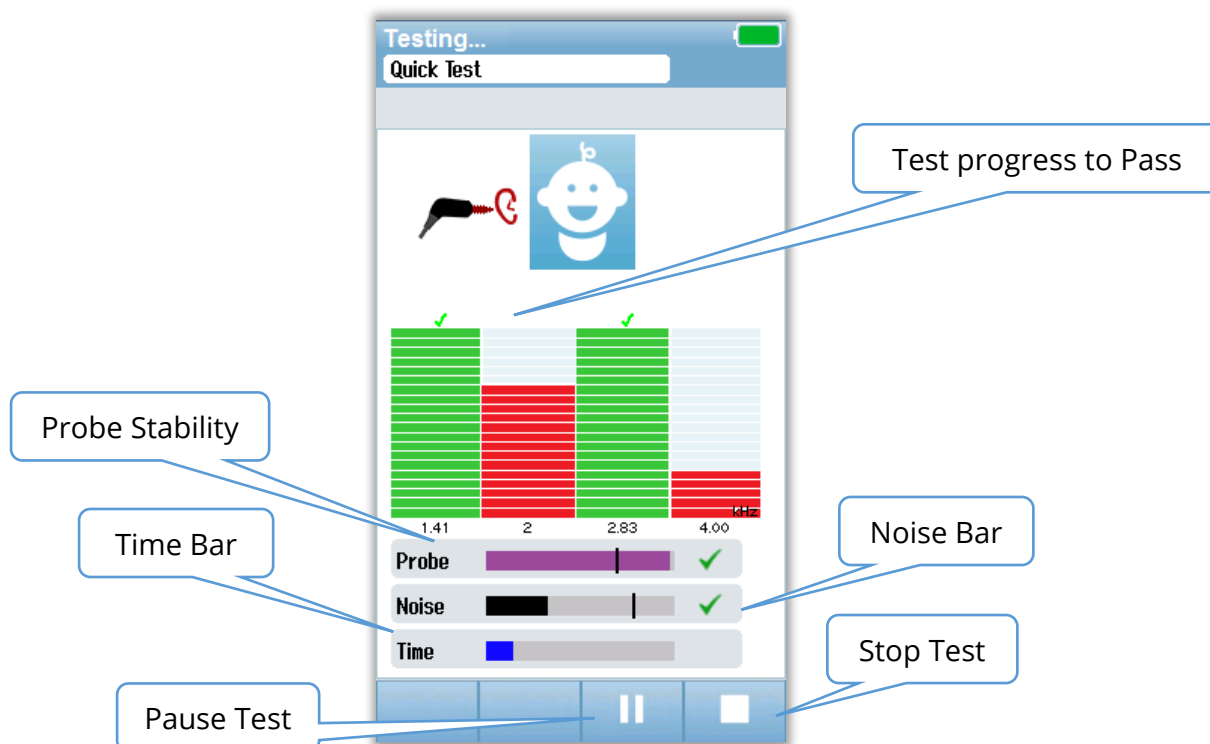 Testing...
Quick Test
Test progress to Pass
kHz
1.41 2 2.83 4.00
Probe Stability
Time Bar
Noise Bar
Probe
Noise
Time
Stop Test
Pause Test